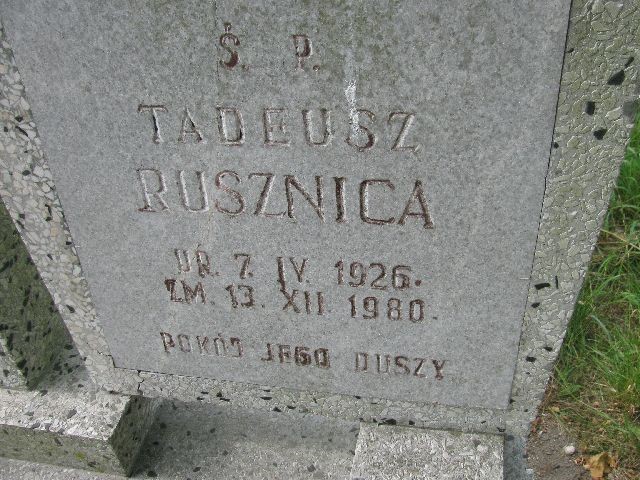 Ś. P.
TADEUSZ
RUSZNICA
UR. 7. IV. 1926.
ZM. 13. XII. 1980.
POKÓJ JEGO DUSZY